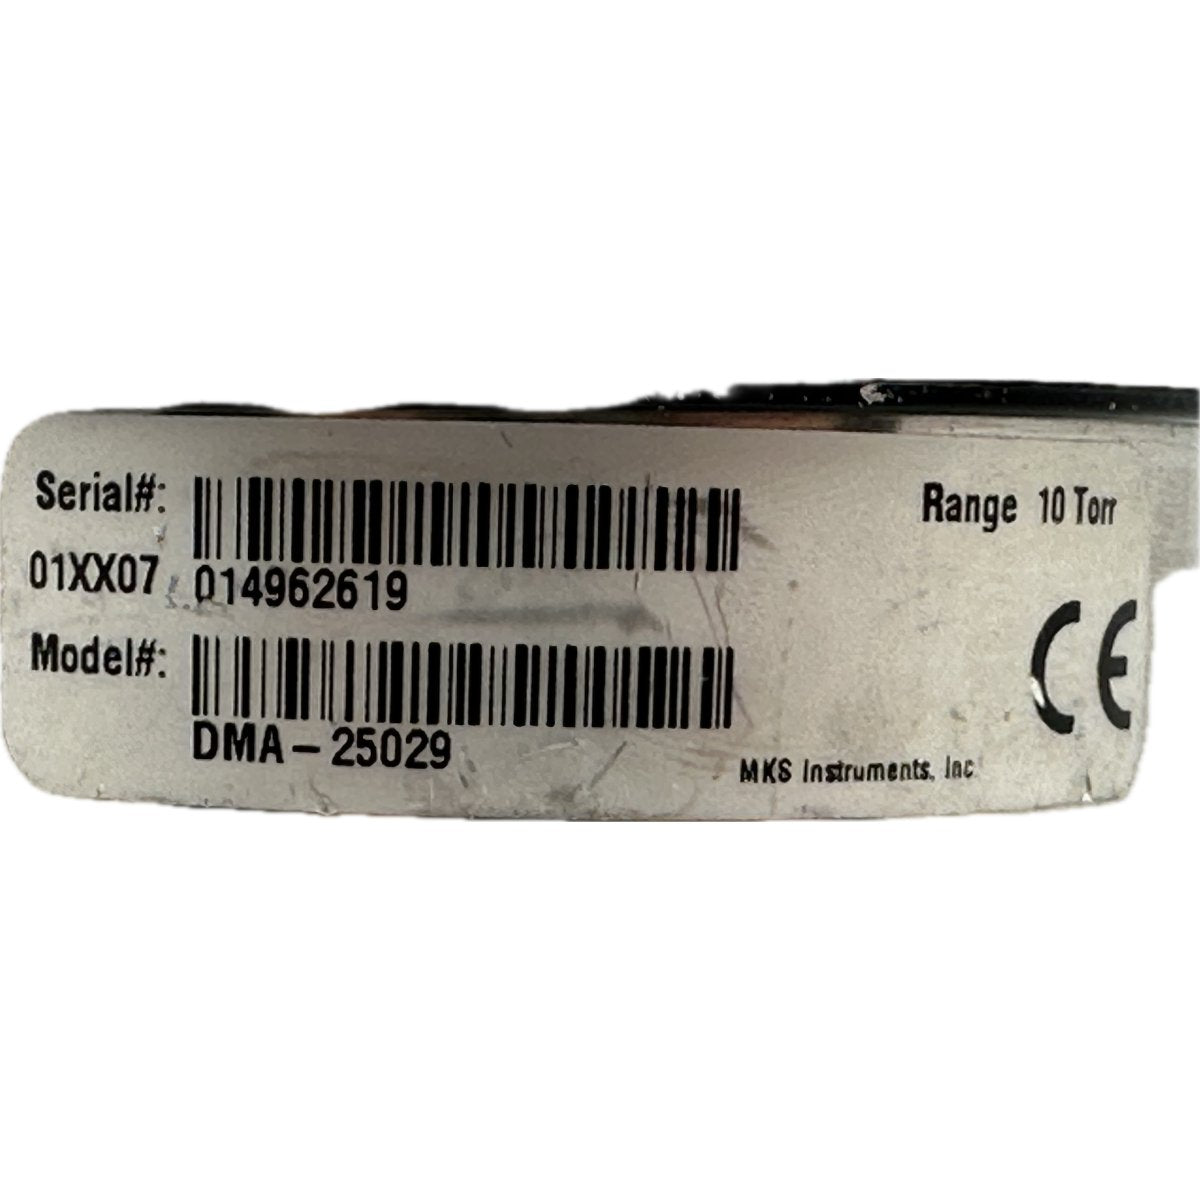 Serial#:
Range 10 Torr
01XX07 014962619
Model#:
DMA-25029
MKS Instruments, Inc
CE